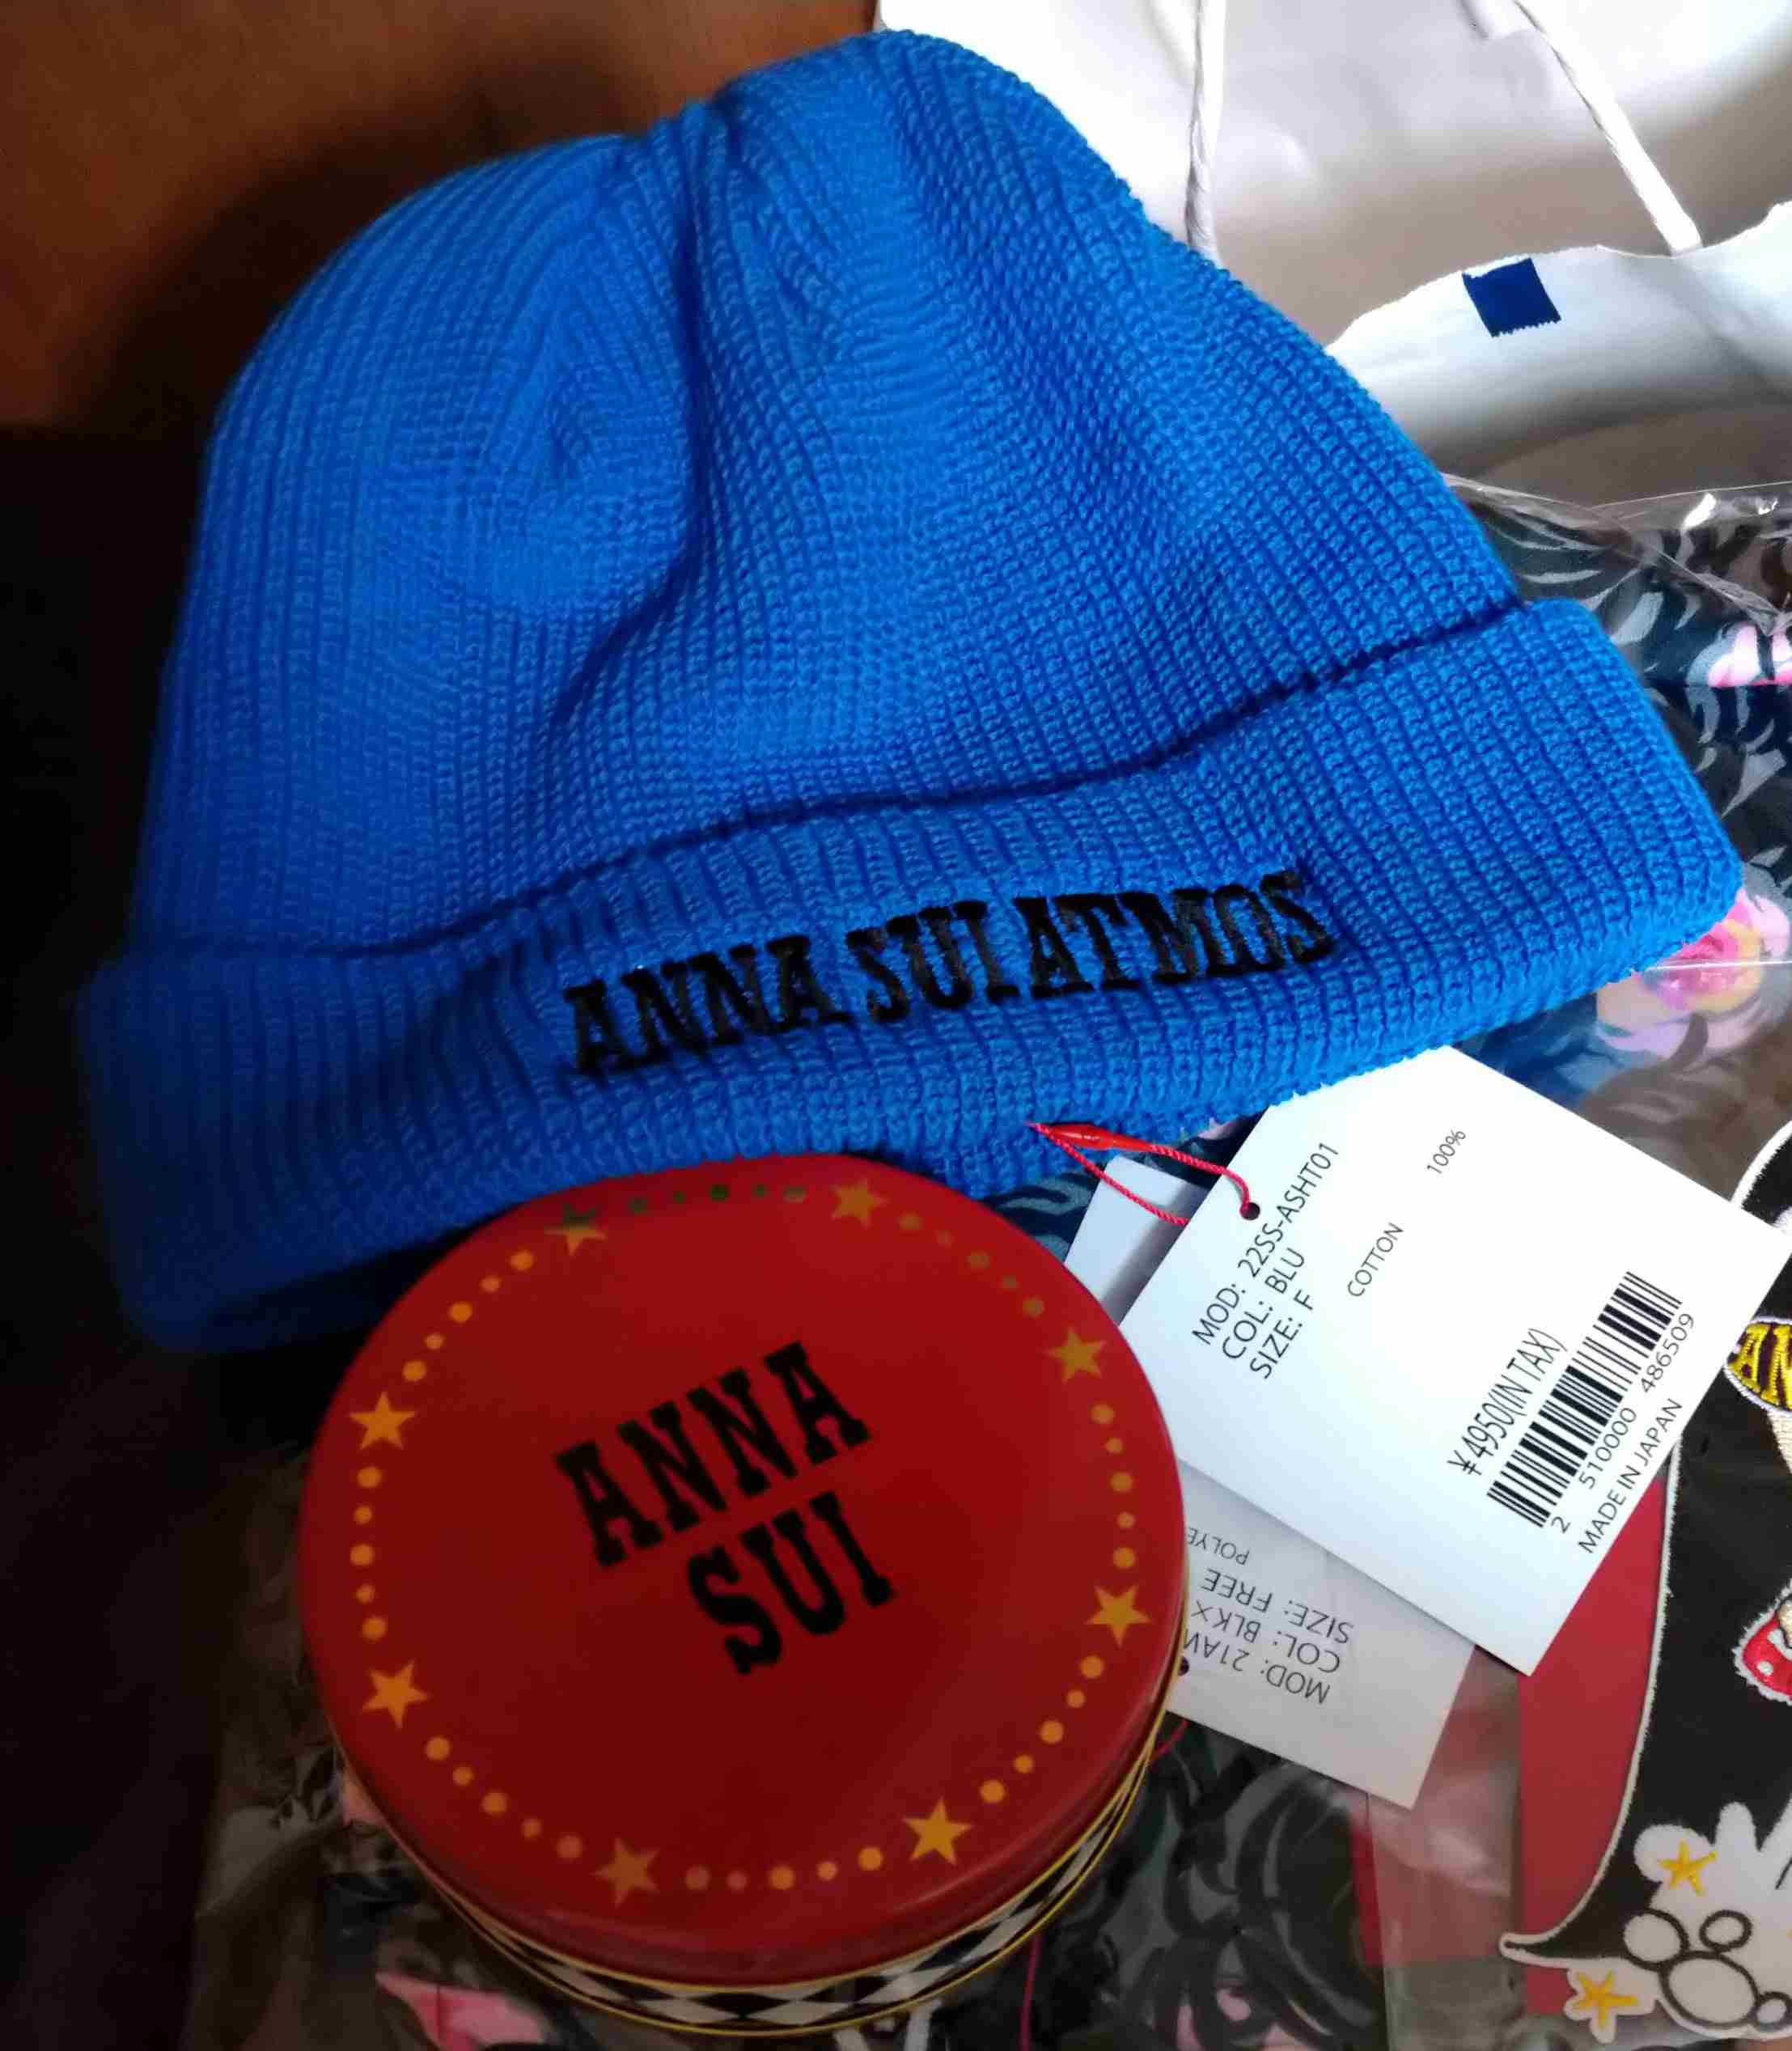 ANNA SUI ATMOS
MOD: 22SS-ASHT01
COL: BLU
SIZE: F
COTTON 100%
¥4950(IN TAX)
2 510000 486509
MADE IN JAPAN
ANNA
SUI
MOD: 21AW
COL: BLK X
SIZE: FREE